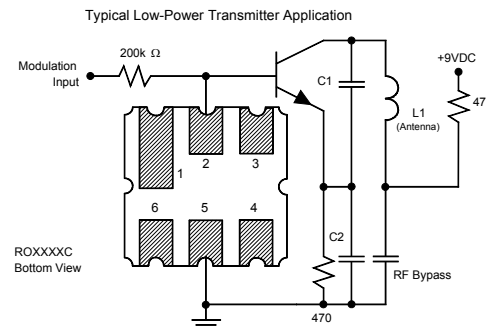 Typical Low-Power Transmitter Application
200k Ω
Modulation
Input
C1
+9VDC
47
L1
(Antenna)
1
2
3
6
5
4
C2
ROXXXXC
Bottom View
RF Bypass
470